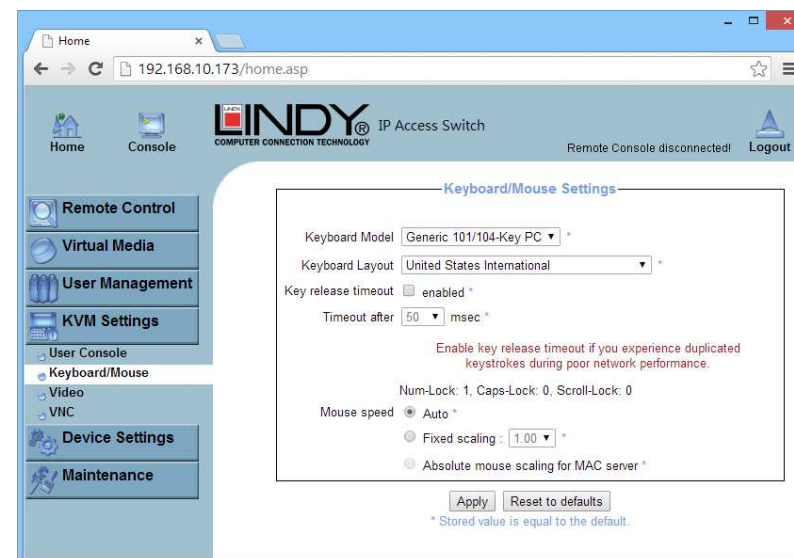 Home
192.168.10.173/home.asp
Home
Console
LINDY
LINDY®
COMPUTER CONNECTION TECHNOLOGY
IP Access Switch
Remote Console disconnected!
Logout
Remote Control
Virtual Media
User Management
KVM Settings
User Console
Keyboard/Mouse
Video
VNC
Device Settings
Maintenance
Keyboard/Mouse Settings
Keyboard Model Generic 101/104-Key PC *
Keyboard Layout United States International *
Key release timeout enabled *
Timeout after 50 msec *
Enable key release timeout if you experience duplicated
keystrokes during poor network performance.
Num-Lock: 1, Caps-Lock: 0, Scroll-Lock: 0
Mouse speed Auto *
Fixed scaling : 1.00 *
Absolute mouse scaling for MAC server *
Apply Reset to defaults
* Stored value is equal to the default.